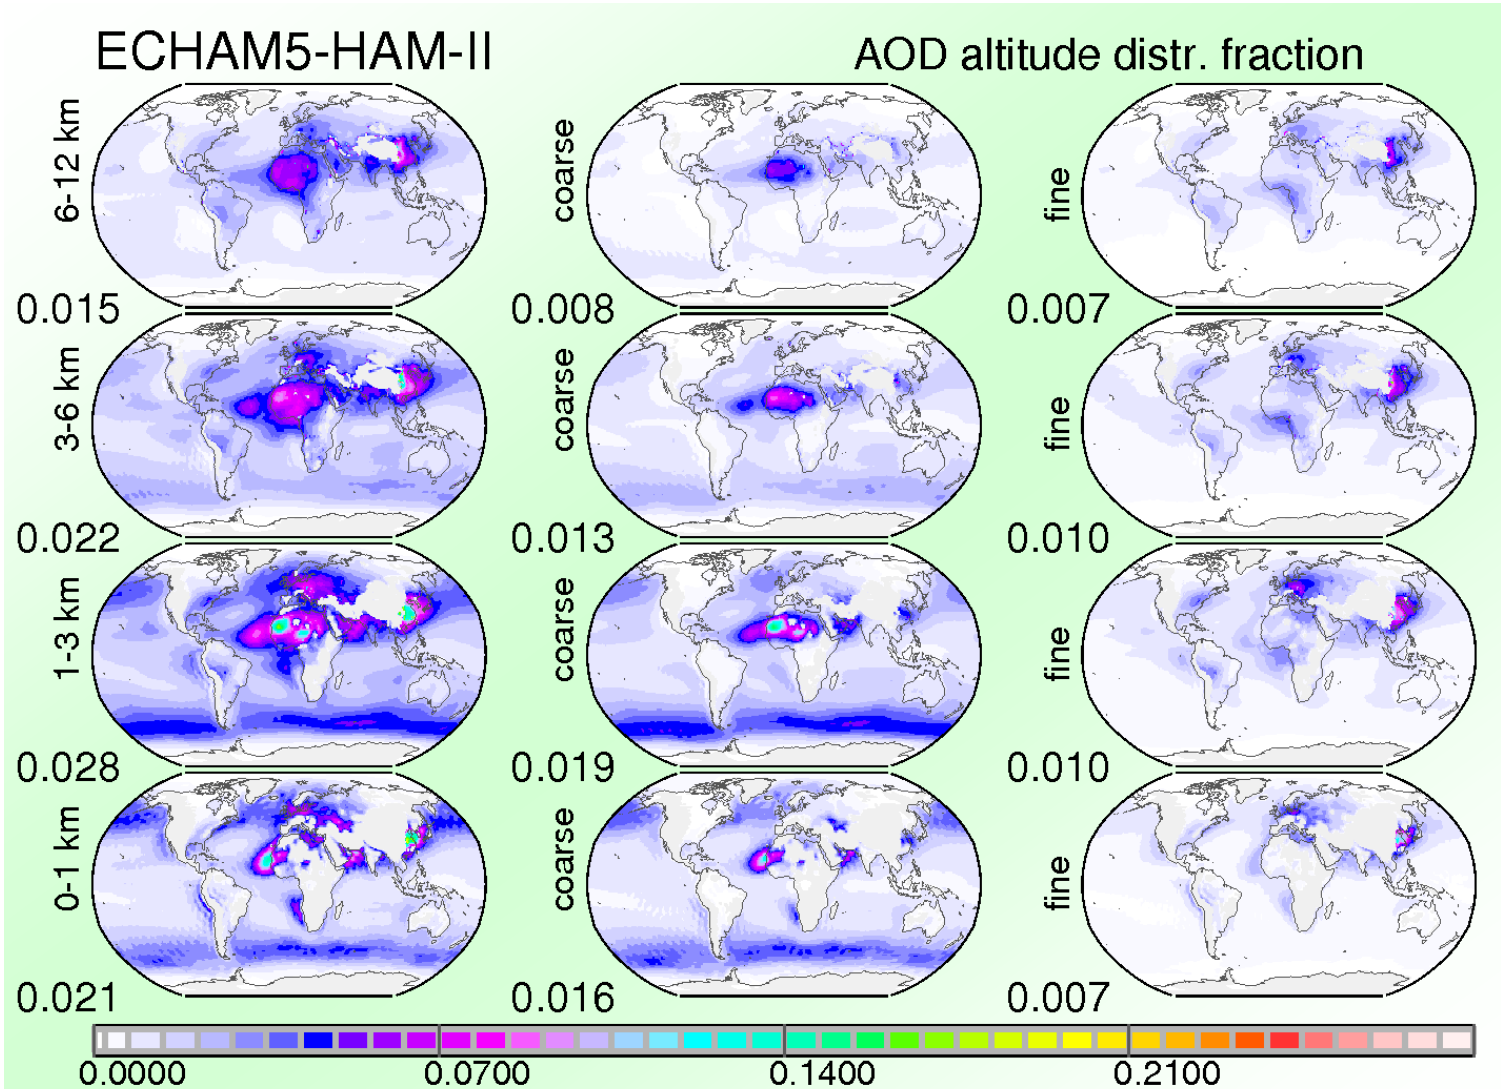 ECHAM5-HAM-II
AOD altitude distr. fraction
6-12 km
coarse
fine
0.015
0.008
0.007
3-6 km
coarse
fine
0.022
0.013
0.010
1-3 km
coarse
fine
0.028
0.019
0.010
0-1 km
coarse
fine
0.021
0.016
0.007
0.0000
0.0700
0.1400
0.2100